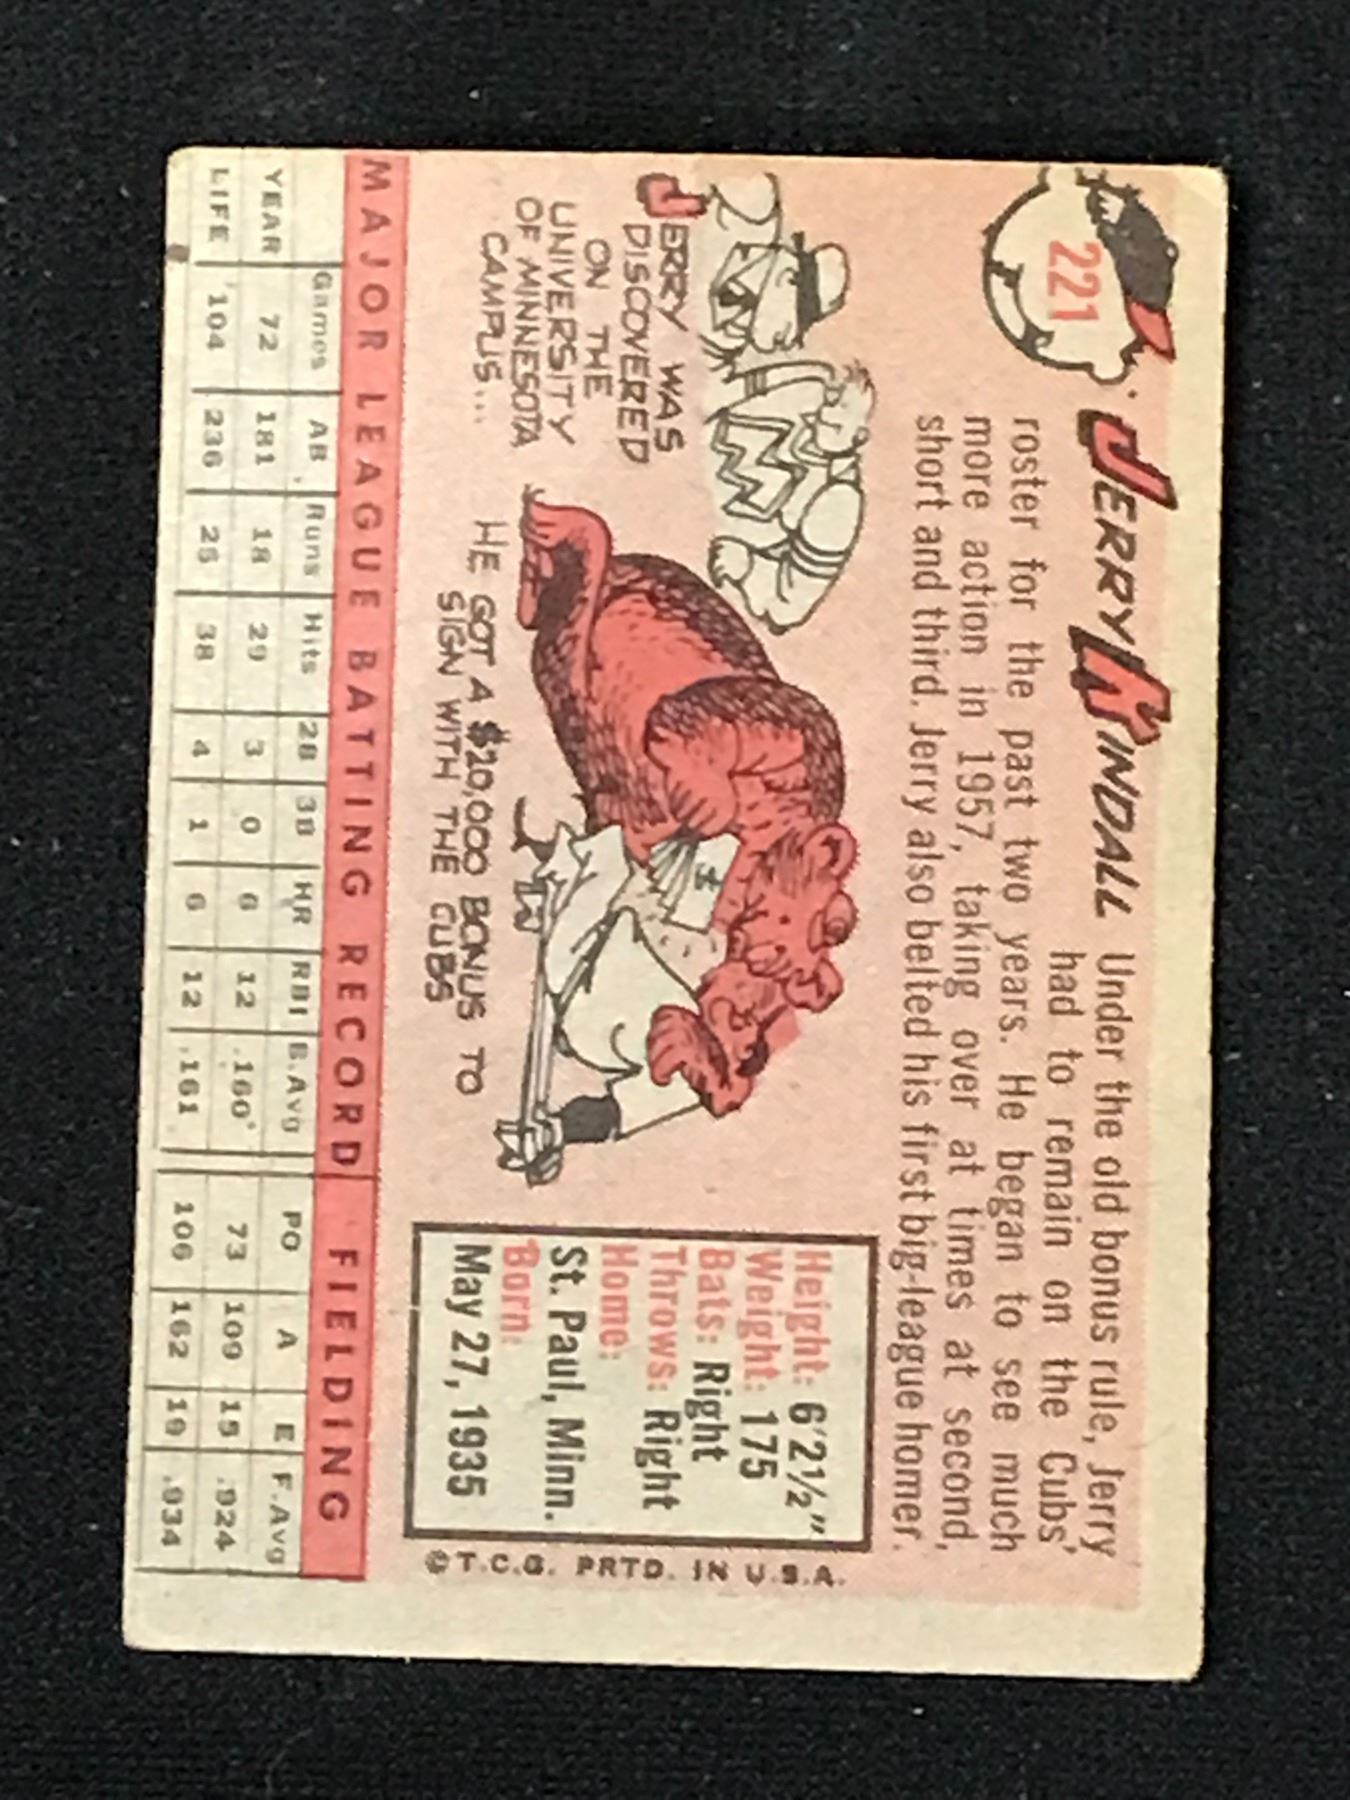 221
JERRY KINDALL Under the old bonus rule, Jerry
had to remain on the Cubs'
roster for the past two years. He began to see much
more action in 1957, taking over at times at second,
short and third. Jerry also belted his first big-league homer.
JERRY WAS
DISCOVERED
ON THE
UNIVERSITY
OF MINNESOTA
CAMPUS...
M
HE GOT A $20,000 BONUS TO
SIGN WITH THE CUBS
Height: 6'2½"
Weight: 175
Bats: Right
Throws: Right
Home:
St. Paul, Minn.
Born:
May 27, 1935
©T.C.G. PRTD. IN U.S.A.
MAJOR LEAGUE BATTING RECORD FIELDING
Games AB Runs Hits 2B 3B HR RBI B.Avg PO A E F.Avg
YEAR 72 181 18 29 3 0 6 12 .160 73 109 15 .924
LIFE 104 236 25 38 4 1 6 12 .161 106 162 19 .934